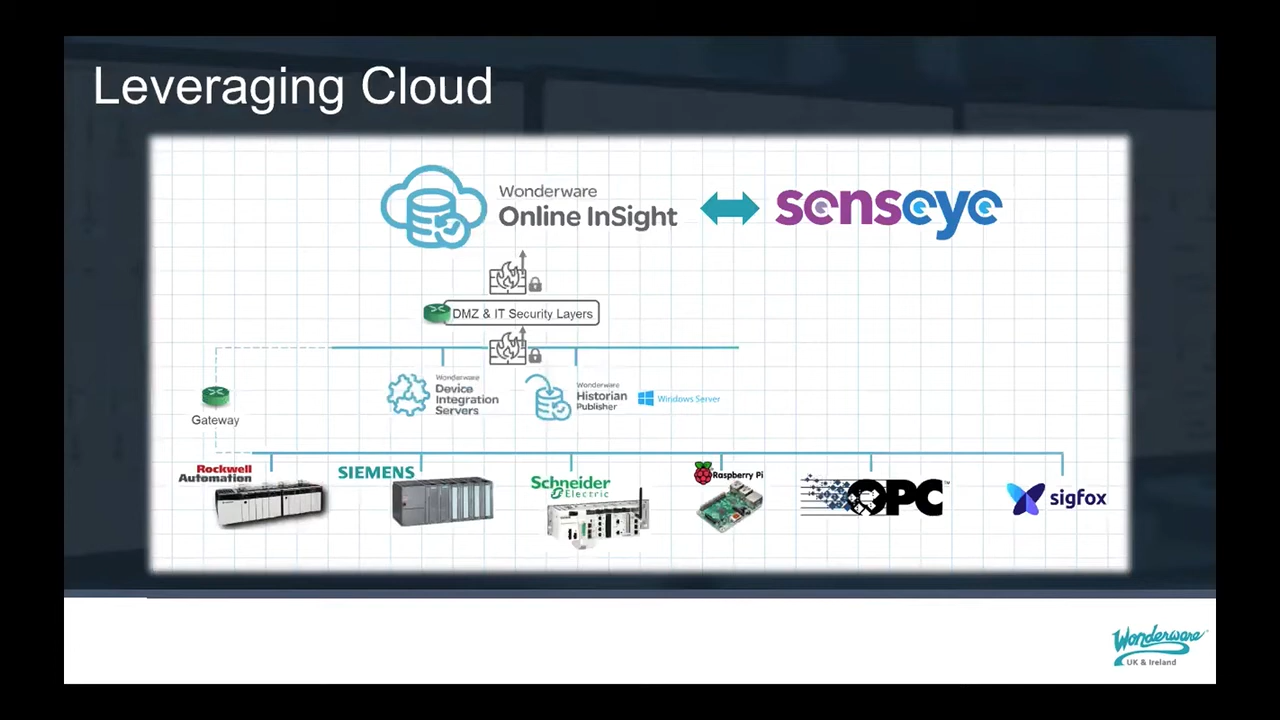 Leveraging Cloud
Wonderware
Online InSight
senseye
DMZ & IT Security Layers
Wonderware
Device
Integration
Servers
Wonderware
Historian
Publisher
Windows Server
Gateway
Rockwell
Automation
SIEMENS
Schneider
Electric
Raspberry Pi
OPC™
sigfox
Wonderware
UK & Ireland